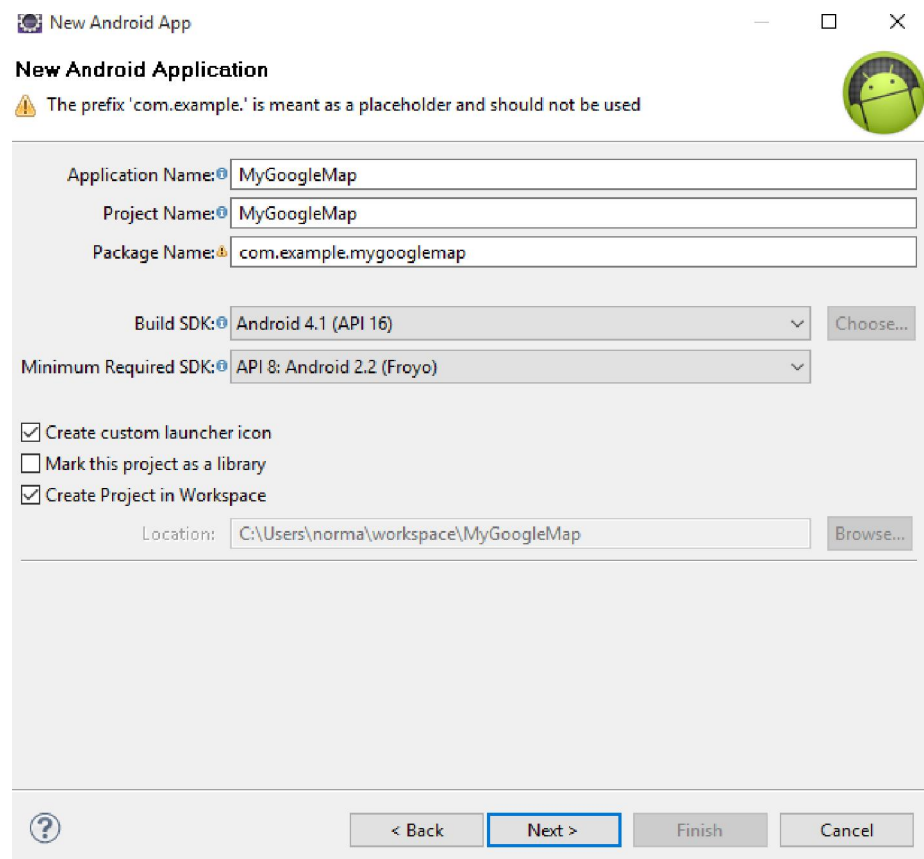 New Android App
New Android Application
The prefix 'com.example.' is meant as a placeholder and should not be used
Application Name: MyGoogleMap
Project Name: MyGoogleMap
Package Name: com.example.mygooglemap
Build SDK: Android 4.1 (API 16) Choose...
Minimum Required SDK: API 8: Android 2.2 (Froyo)
Create custom launcher icon
Mark this project as a library
Create Project in Workspace
Location: C:\Users\norma\workspace\MyGoogleMap Browse...
? < Back Next > Finish Cancel